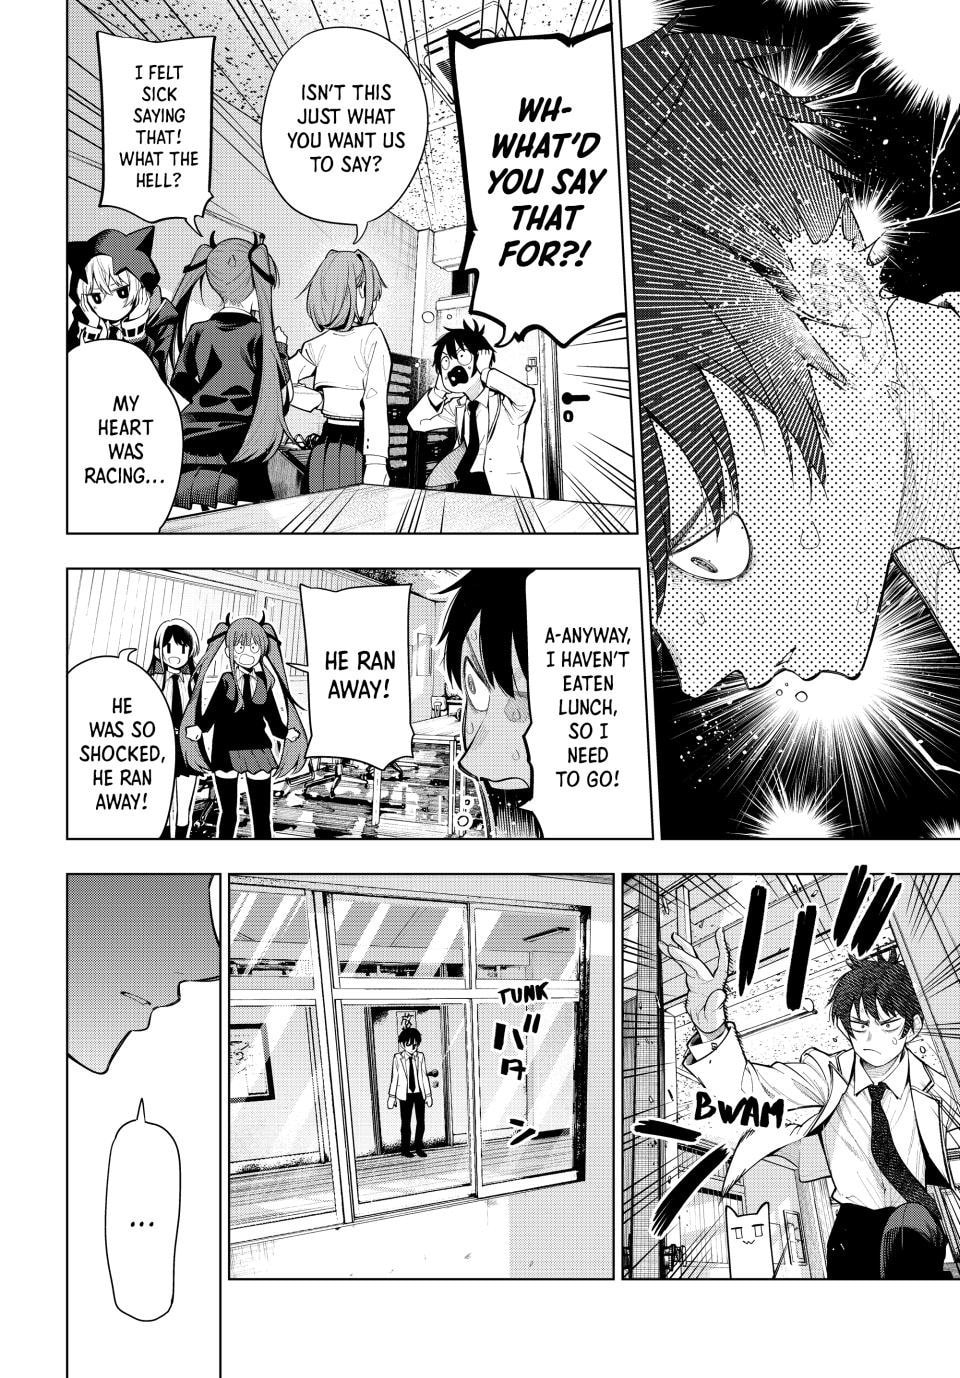 WH-
WHAT'D
YOU SAY
THAT
FOR?!
ISN'T THIS
JUST WHAT
YOU WANT US
TO SAY?
I FELT
SICK
SAYING
THAT!
WHAT THE
HELL?
MY
HEART
WAS
RACING...
A-ANYWAY,
I HAVEN'T
EATEN
LUNCH,
SO I
NEED
TO GO!
HE RAN
AWAY!
HE
WAS SO
SHOCKED,
HE RAN
AWAY!
BWAM
TUNK
バタン
...